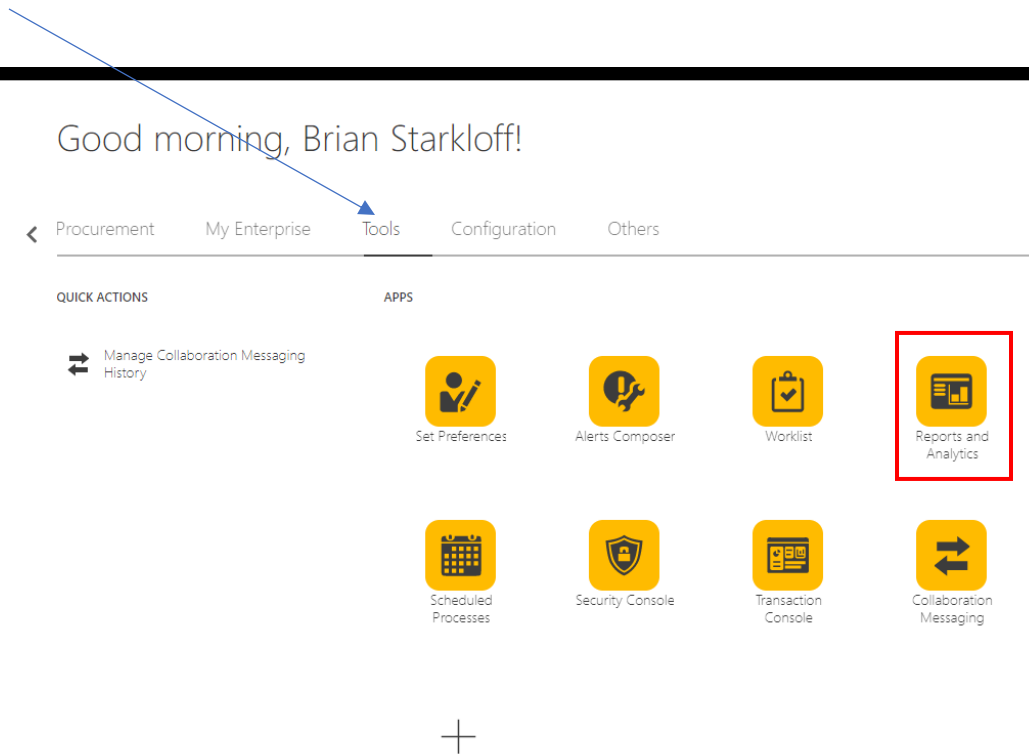 Good morning, Brian Starkloff!
Procurement My Enterprise Tools Configuration Others
QUICK ACTIONS APPS
Manage Collaboration Messaging
History
Set Preferences Alerts Composer Worklist Reports and
Analytics
Scheduled
Processes
Security Console
Transaction
Console
Collaboration
Messaging